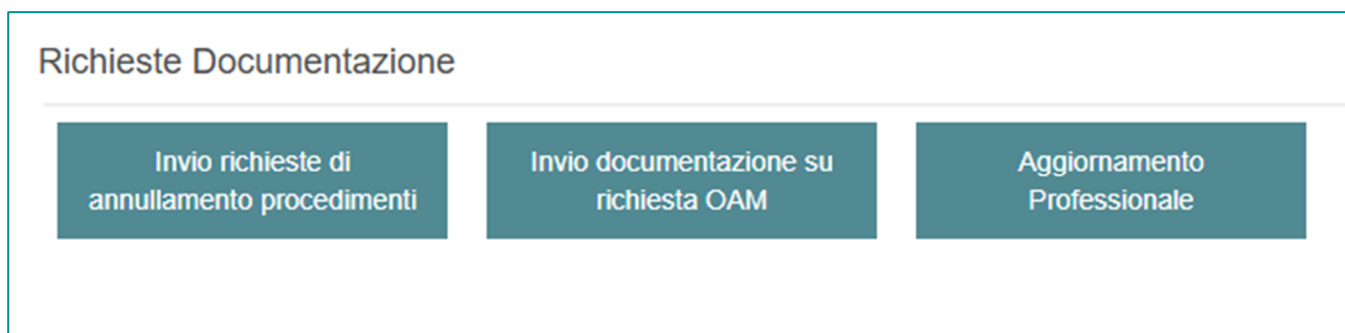 Richieste Documentazione
Invio richieste di
annullamento procedimenti
Invio documentazione su
richiesta OAM
Aggiornamento
Professionale